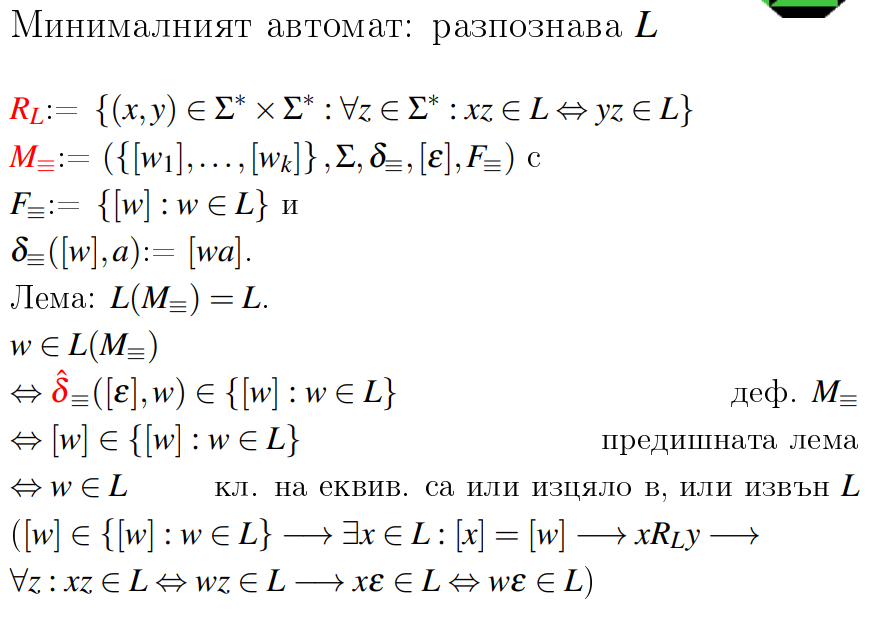 Минималният автомат: разпознава L
R_L:= {(x,y) ∈ Σ* × Σ* : ∀z ∈ Σ* : xz ∈ L ⇔ yz ∈ L}
M_≡:= ({[w₁],…,[w_k]},Σ,δ_≡,[ε],F_≡) с
F_≡:= {[w] : w ∈ L} и
δ_≡([w],a):= [wa].
Лема: L(M_≡) = L.
w ∈ L(M_≡)
⇔ δ̂_≡([ε],w) ∈ {[w] : w ∈ L} деф. M_≡
⇔ [w] ∈ {[w] : w ∈ L} предишната лема
⇔ w ∈ L кл. на еквив. са или изцяло в, или извън L
([w] ∈ {[w] : w ∈ L} ⟶ ∃x ∈ L : [x] = [w] ⟶ xR_Ly ⟶
∀z : xz ∈ L ⇔ wz ∈ L ⟶ xε ∈ L ⇔ wε ∈ L)